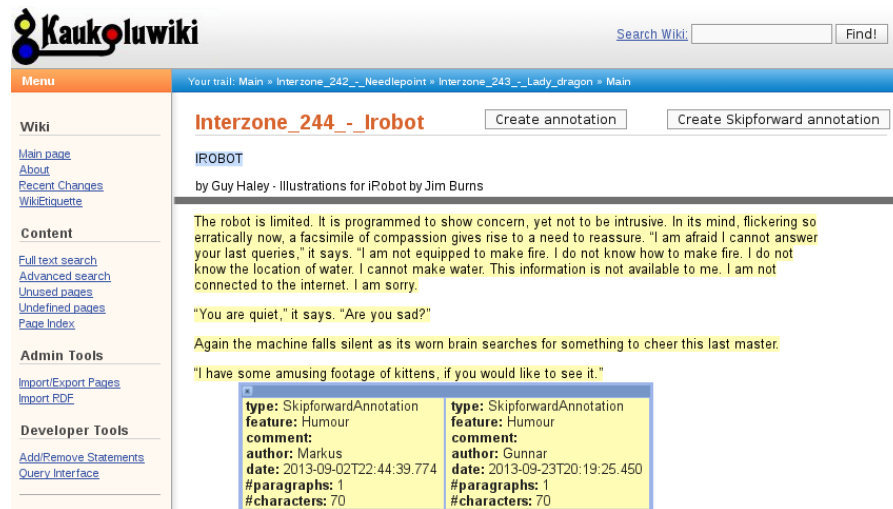 Kaukoluwiki
Search Wiki: Find!
Menu
Your trail: Main » Interzone_242_-_Needlepoint » Interzone_243_-_Lady_dragon » Main
Wiki
Main page
About
Recent Changes
WikiEtiquette
Content
Full text search
Advanced search
Unused pages
Undefined pages
Page Index
Admin Tools
Import/Export Pages
Import RDF
Developer Tools
Add/Remove Statements
Query Interface
Interzone_244_-_Irobot
Create annotation
Create Skipforward annotation
IROBOT
by Guy Haley - Illustrations for iRobot by Jim Burns
The robot is limited. It is programmed to show concern, yet not to be intrusive. In its mind, flickering so
erratically now, a facsimile of compassion gives rise to a need to reassure. “I am afraid I cannot answer
your last queries,” it says. “I am not equipped to make fire. I do not know how to make fire. I do not
know the location of water. I cannot make water. This information is not available to me. I am not
connected to the internet. I am sorry.
“You are quiet,” it says. “Are you sad?”
Again the machine falls silent as its worn brain searches for something to cheer this last master.
“I have some amusing footage of kittens, if you would like to see it.”
type: SkipforwardAnnotation
feature: Humour
comment:
author: Markus
date: 2013-09-02T22:44:39.774
#paragraphs: 1
#characters: 70
type: SkipforwardAnnotation
feature: Humour
comment:
author: Gunnar
date: 2013-09-23T20:19:25.450
#paragraphs: 1
#characters: 70